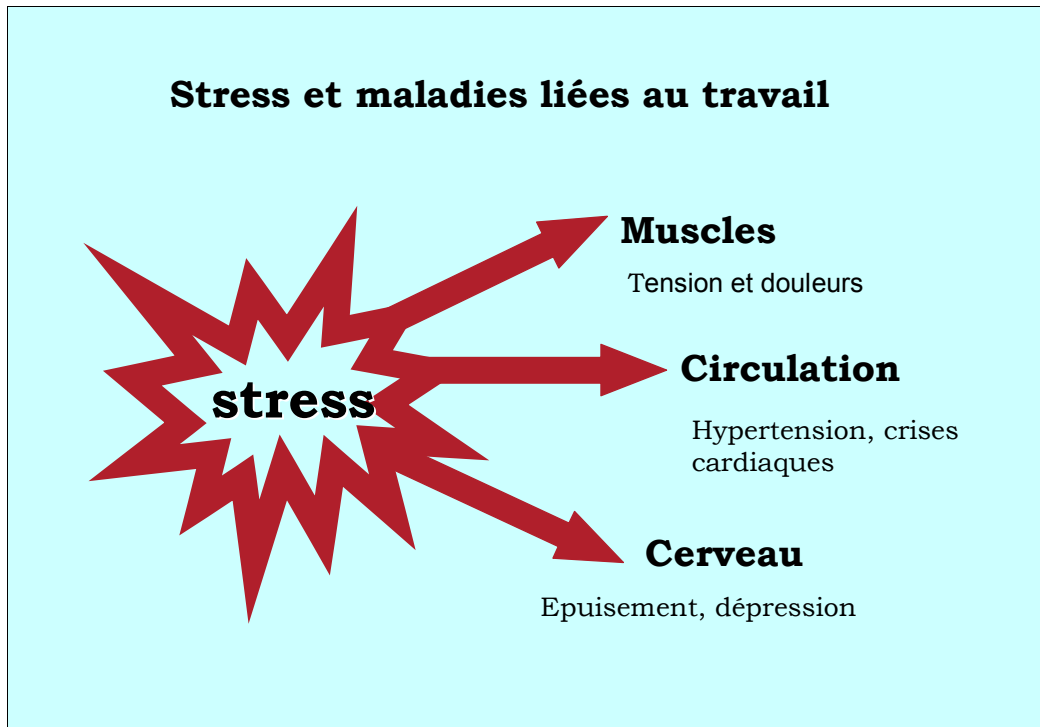 Stress et maladies liées au travail
Muscles
Tension et douleurs
stress
Circulation
Hypertension, crises
cardiaques
Cerveau
Epuisement, dépression